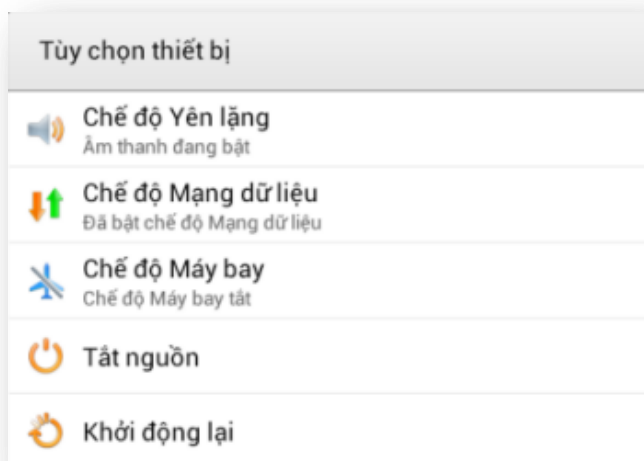 Tùy chọn thiết bị
Chế độ Yên lặng
Âm thanh đang bật
Chế độ Mạng dữ liệu
Đã bật chế độ Mạng dữ liệu
Chế độ Máy bay
Chế độ Máy bay tắt
Tắt nguồn
Khởi động lại